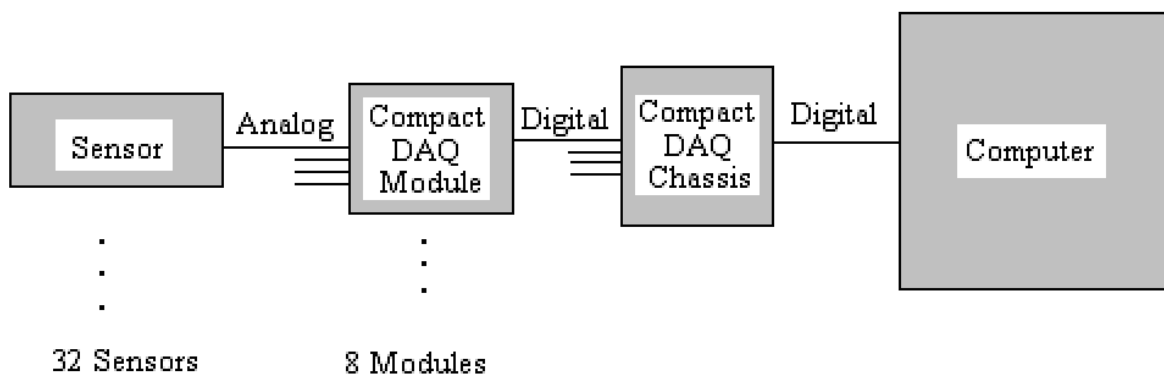 Sensor
Analog
Compact
DAQ
Module
Digital
Compact
DAQ
Chassis
Digital
Computer
32 Sensors
8 Modules